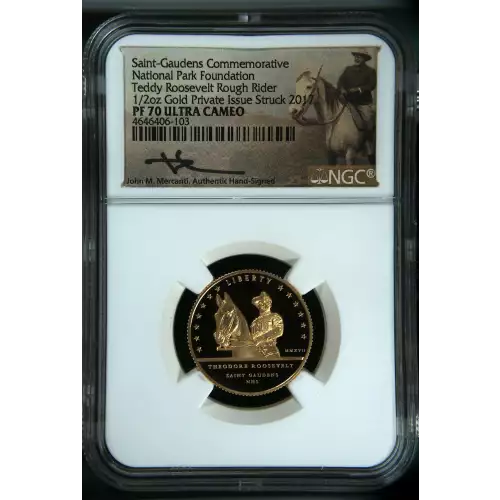 Saint-Gaudens Commemorative
National Park Foundation
Teddy Roosevelt Rough Rider
1/2oz Gold Private Issue Struck 2017
PF 70 ULTRA CAMEO
4646406-103
John M. Mercanti, Authentic Hand-Signed
NGC®
LIBERTY
MMXVII
THEODORE ROOSEVELT
SAINT GAUDENS
NHS